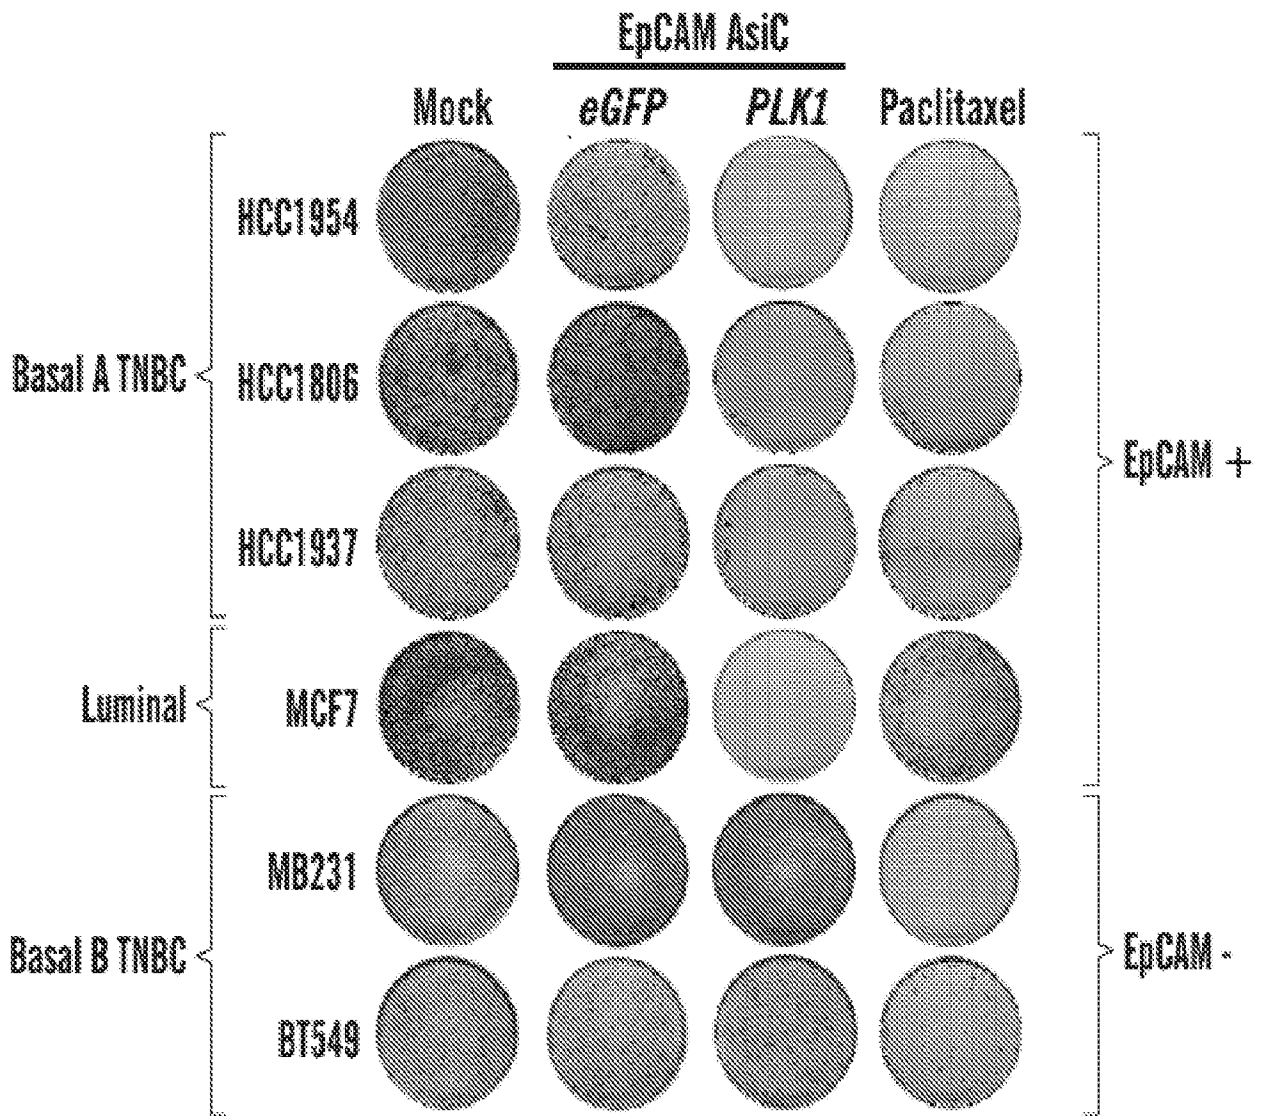 EpCAM AsiC
Mock eGFP PLK1 Paclitaxel
HCC1954
Basal A TNBC HCC1806
EpCAM +
HCC1937
Luminal MCF7
MB231
Basal B TNBC EpCAM -
BT549